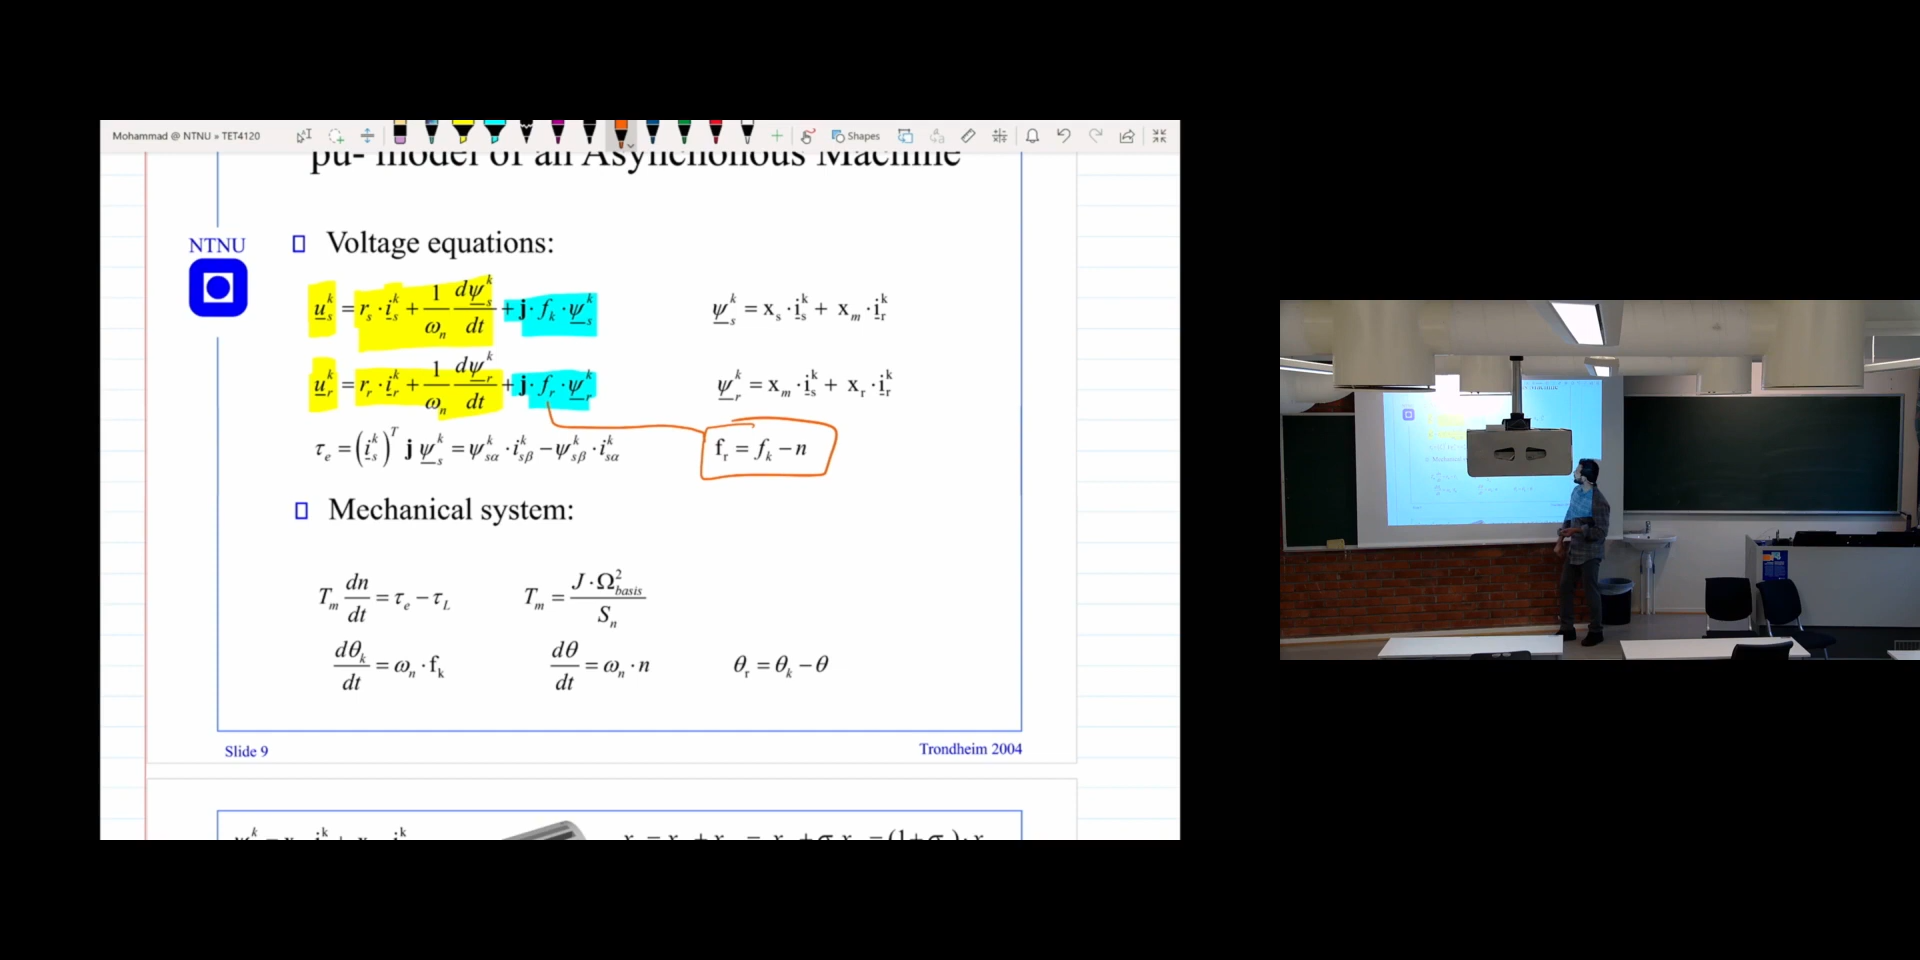 Mohammad @ NTNU » TET4120
Shapes
pu- model of an Asynchonous Machine
NTNU
Voltage equations:
u_s^k = r_s · i_s^k + 1/ω_n dψ_s^k/dt + j · f_k · ψ_s^k
ψ_s^k = x_s · i_s^k + x_m · i_r^k
u_r^k = r_r · i_r^k + 1/ω_n dψ_r^k/dt + j · f_r · ψ_r^k
ψ_r^k = x_m · i_s^k + x_r · i_r^k
τ_e = (i_s^k)^T j ψ_s^k = ψ_sα^k · i_sβ^k − ψ_sβ^k · i_sα^k
f_r = f_k − n
Mechanical system:
T_m dn/dt = τ_e − τ_L
T_m = J · Ω_basis^2 / S_n
dθ_k/dt = ω_n · f_k
dθ/dt = ω_n · n
θ_r = θ_k − θ
Slide 9
Trondheim 2004